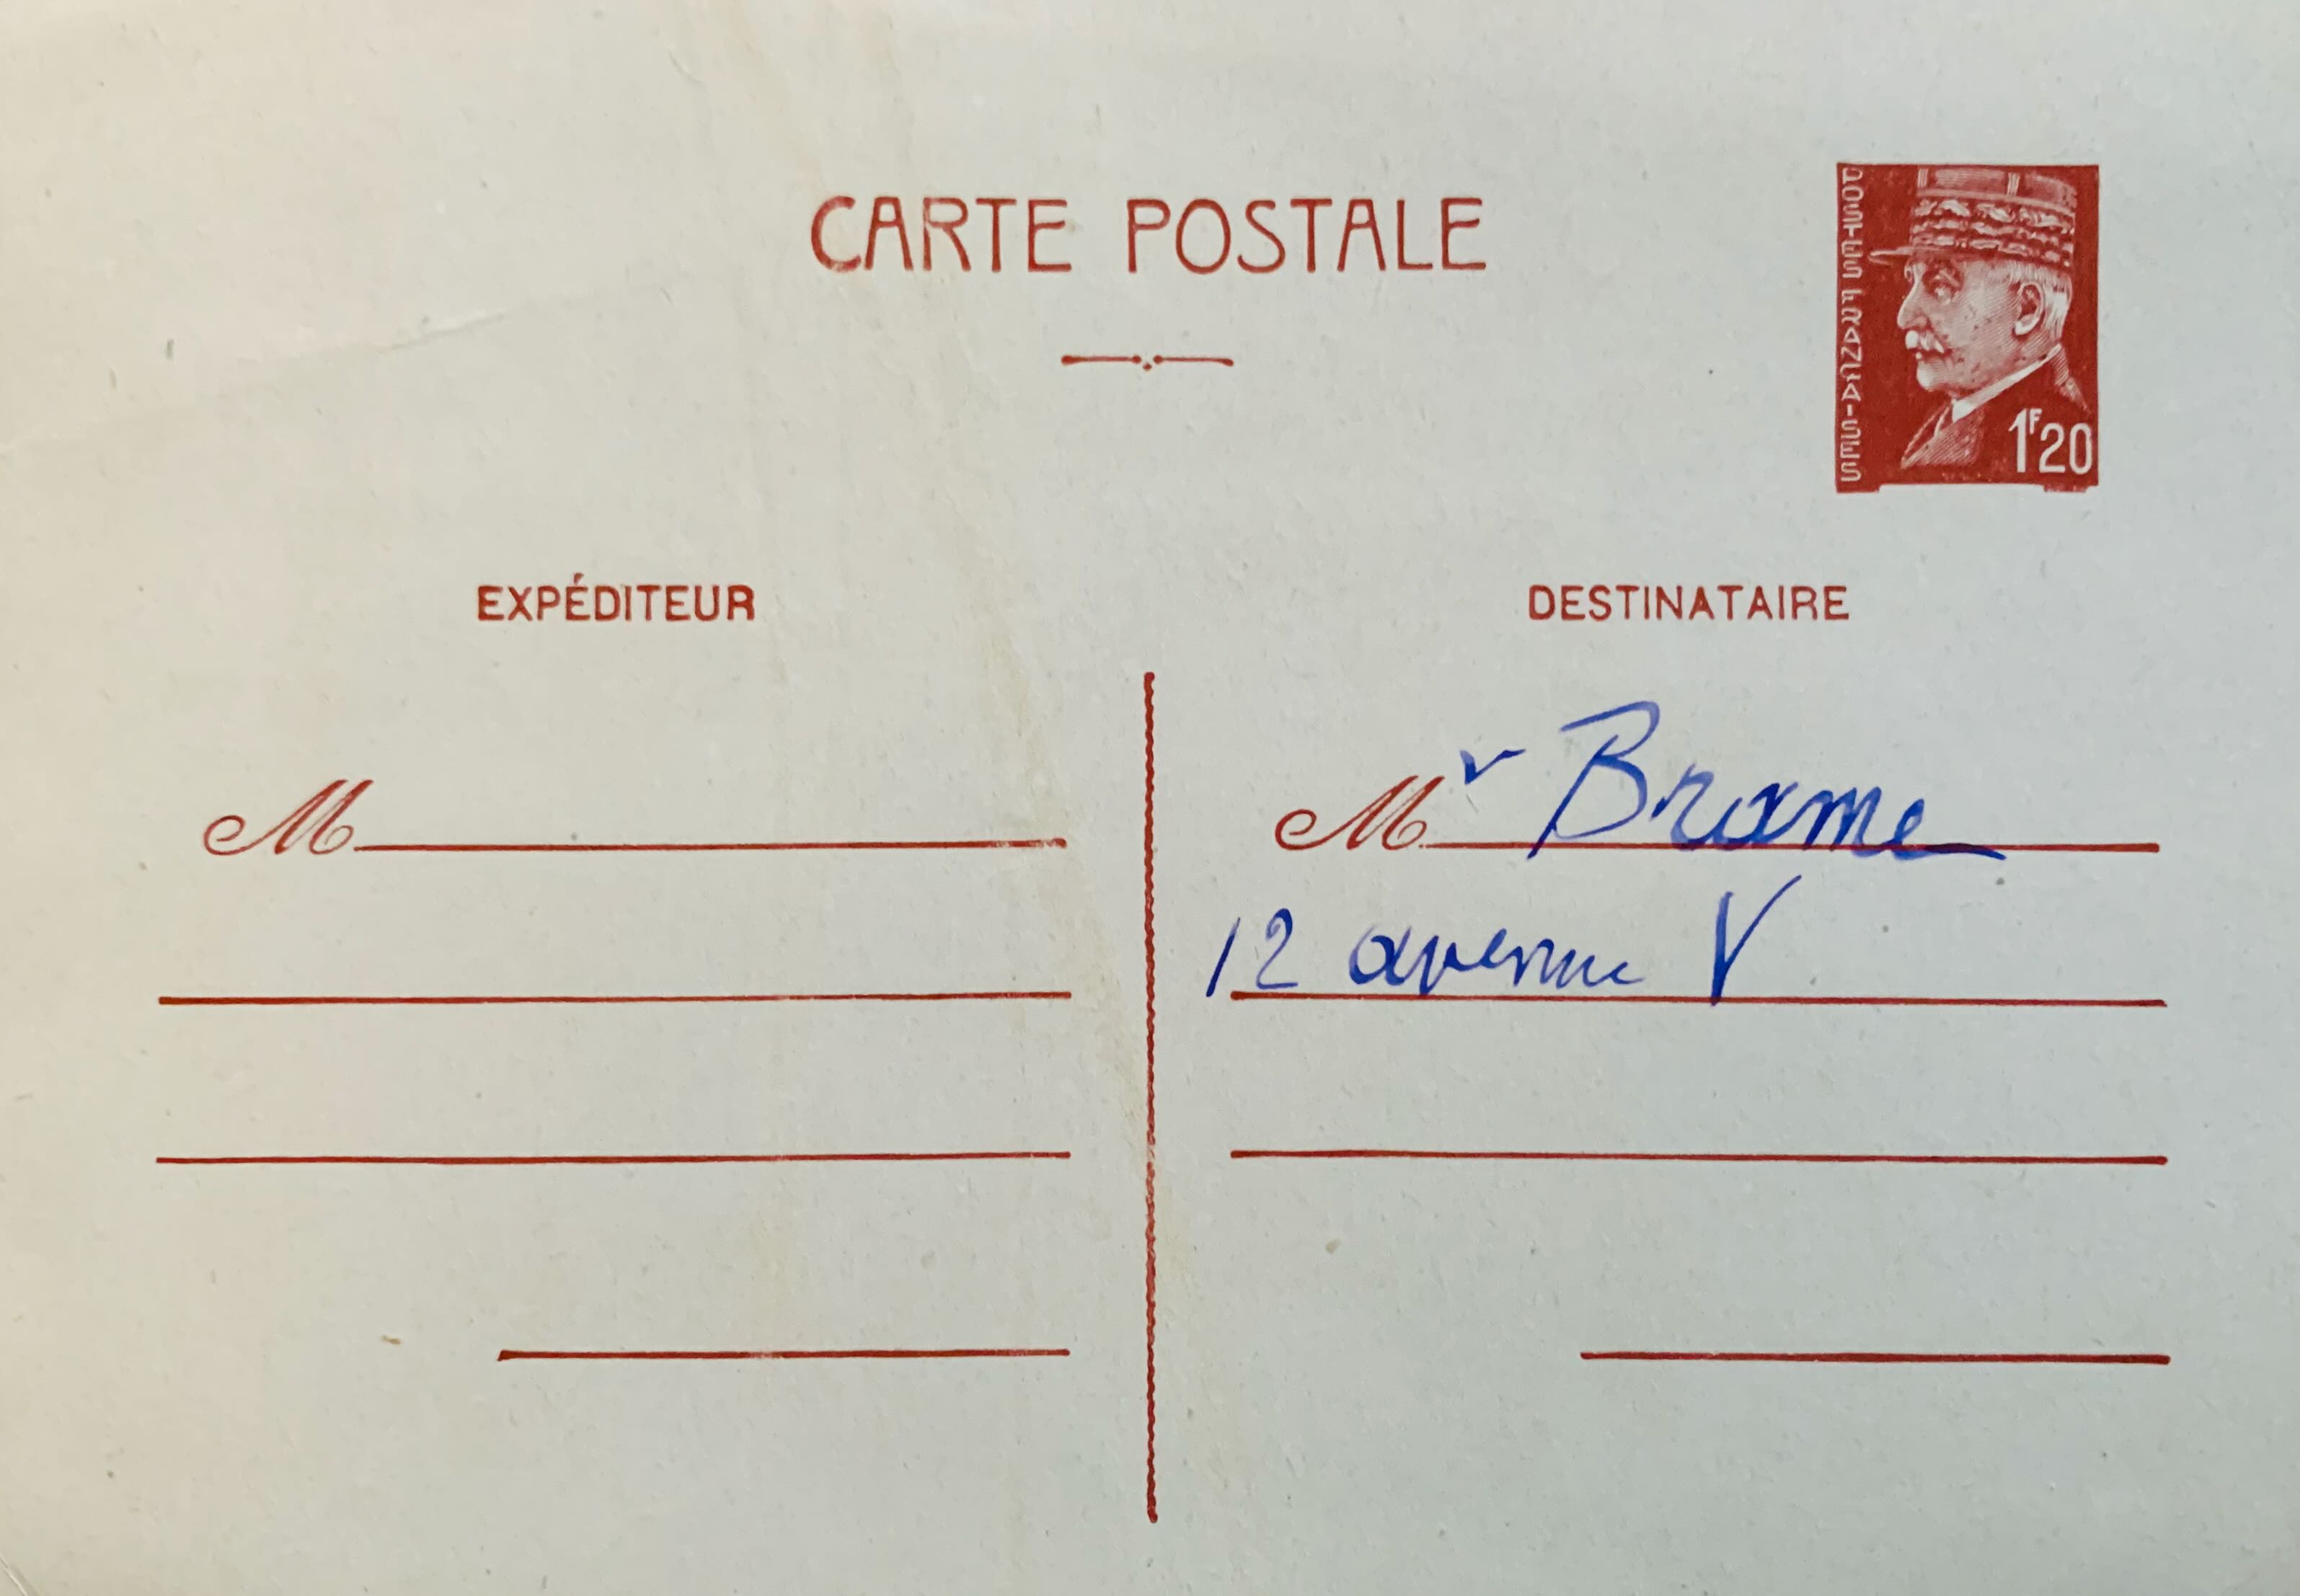 CARTE POSTALE
POSTES FRANÇAISES
1F20
EXPÉDITEUR
DESTINATAIRE
M
Mr Brame
12 avenue V